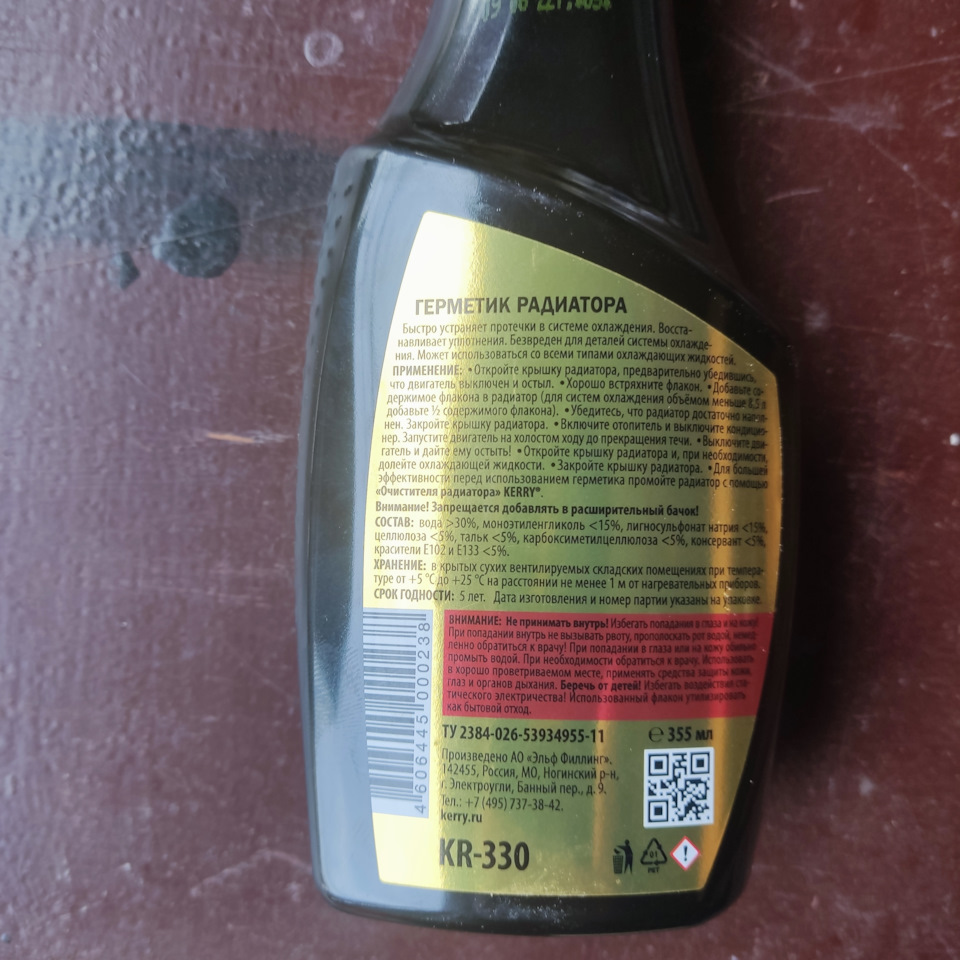 ГЕРМЕТИК РАДИАТОРА
Быстро устраняет протечки в системе охлаждения. Восста-
навливает уплотнения. Безвреден для деталей системы охлажде-
ния. Может использоваться со всеми типами охлаждающих жидкостей.
ПРИМЕНЕНИЕ: •Откройте крышку радиатора, предварительно убедившись,
что двигатель выключен и остыл. •Хорошо встряхните флакон. •Добавьте со-
держимое флакона в радиатор (для систем охлаждения объёмом меньше 8,5 л
добавьте ½ содержимого флакона). •Убедитесь, что радиатор достаточно напол-
нен. Закройте крышку радиатора. •Включите отопитель и выключите кондицио-
нер. Запустите двигатель на холостом ходу до прекращения течи. •Выключите дви-
гатель и дайте ему остыть! •Откройте крышку радиатора и, при необходимости,
долейте охлаждающей жидкости. •Закройте крышку радиатора. •Для большей
эффективности перед использованием герметика промойте радиатор с помощью
«Очистителя радиатора» KERRY®.
Внимание! Запрещается добавлять в расширительный бачок!
СОСТАВ: вода >30%, моноэтиленгликоль <15%, лигносульфонат натрия <15%,
целлюлоза <5%, тальк <5%, карбоксиметилцеллюлоза <5%, консервант <5%,
красители E102 и E133 <5%.
ХРАНЕНИЕ: в крытых сухих вентилируемых складских помещениях при темпера-
туре от +5 °C до +25 °C на расстоянии не менее 1 м от нагревательных приборов.
СРОК ГОДНОСТИ: 5 лет. Дата изготовления и номер партии указаны на упаковке.
ВНИМАНИЕ: Не принимать внутрь! Избегать попадания в глаза и на кожу!
При попадании внутрь не вызывать рвоту, прополоскать рот водой, немед-
ленно обратиться к врачу! При попадании в глаза или на кожу обильно
промыть водой. При необходимости обратиться к врачу. Использовать
в хорошо проветриваемом месте, применять средства защиты кожи,
глаз и органов дыхания. Беречь от детей! Избегать воздействия ста-
тического электричества! Использованный флакон утилизировать
как бытовой отход.
4 606445 000238
ТУ 2384-026-53934955-11
℮ 355 мл
Произведено АО «Эльф Филлинг».
142455, Россия, МО, Ногинский р-н,
г. Электроугли, Банный пер., д. 9.
Тел.: +7 (495) 737-38-42.
kerry.ru
KR-330
01
PET